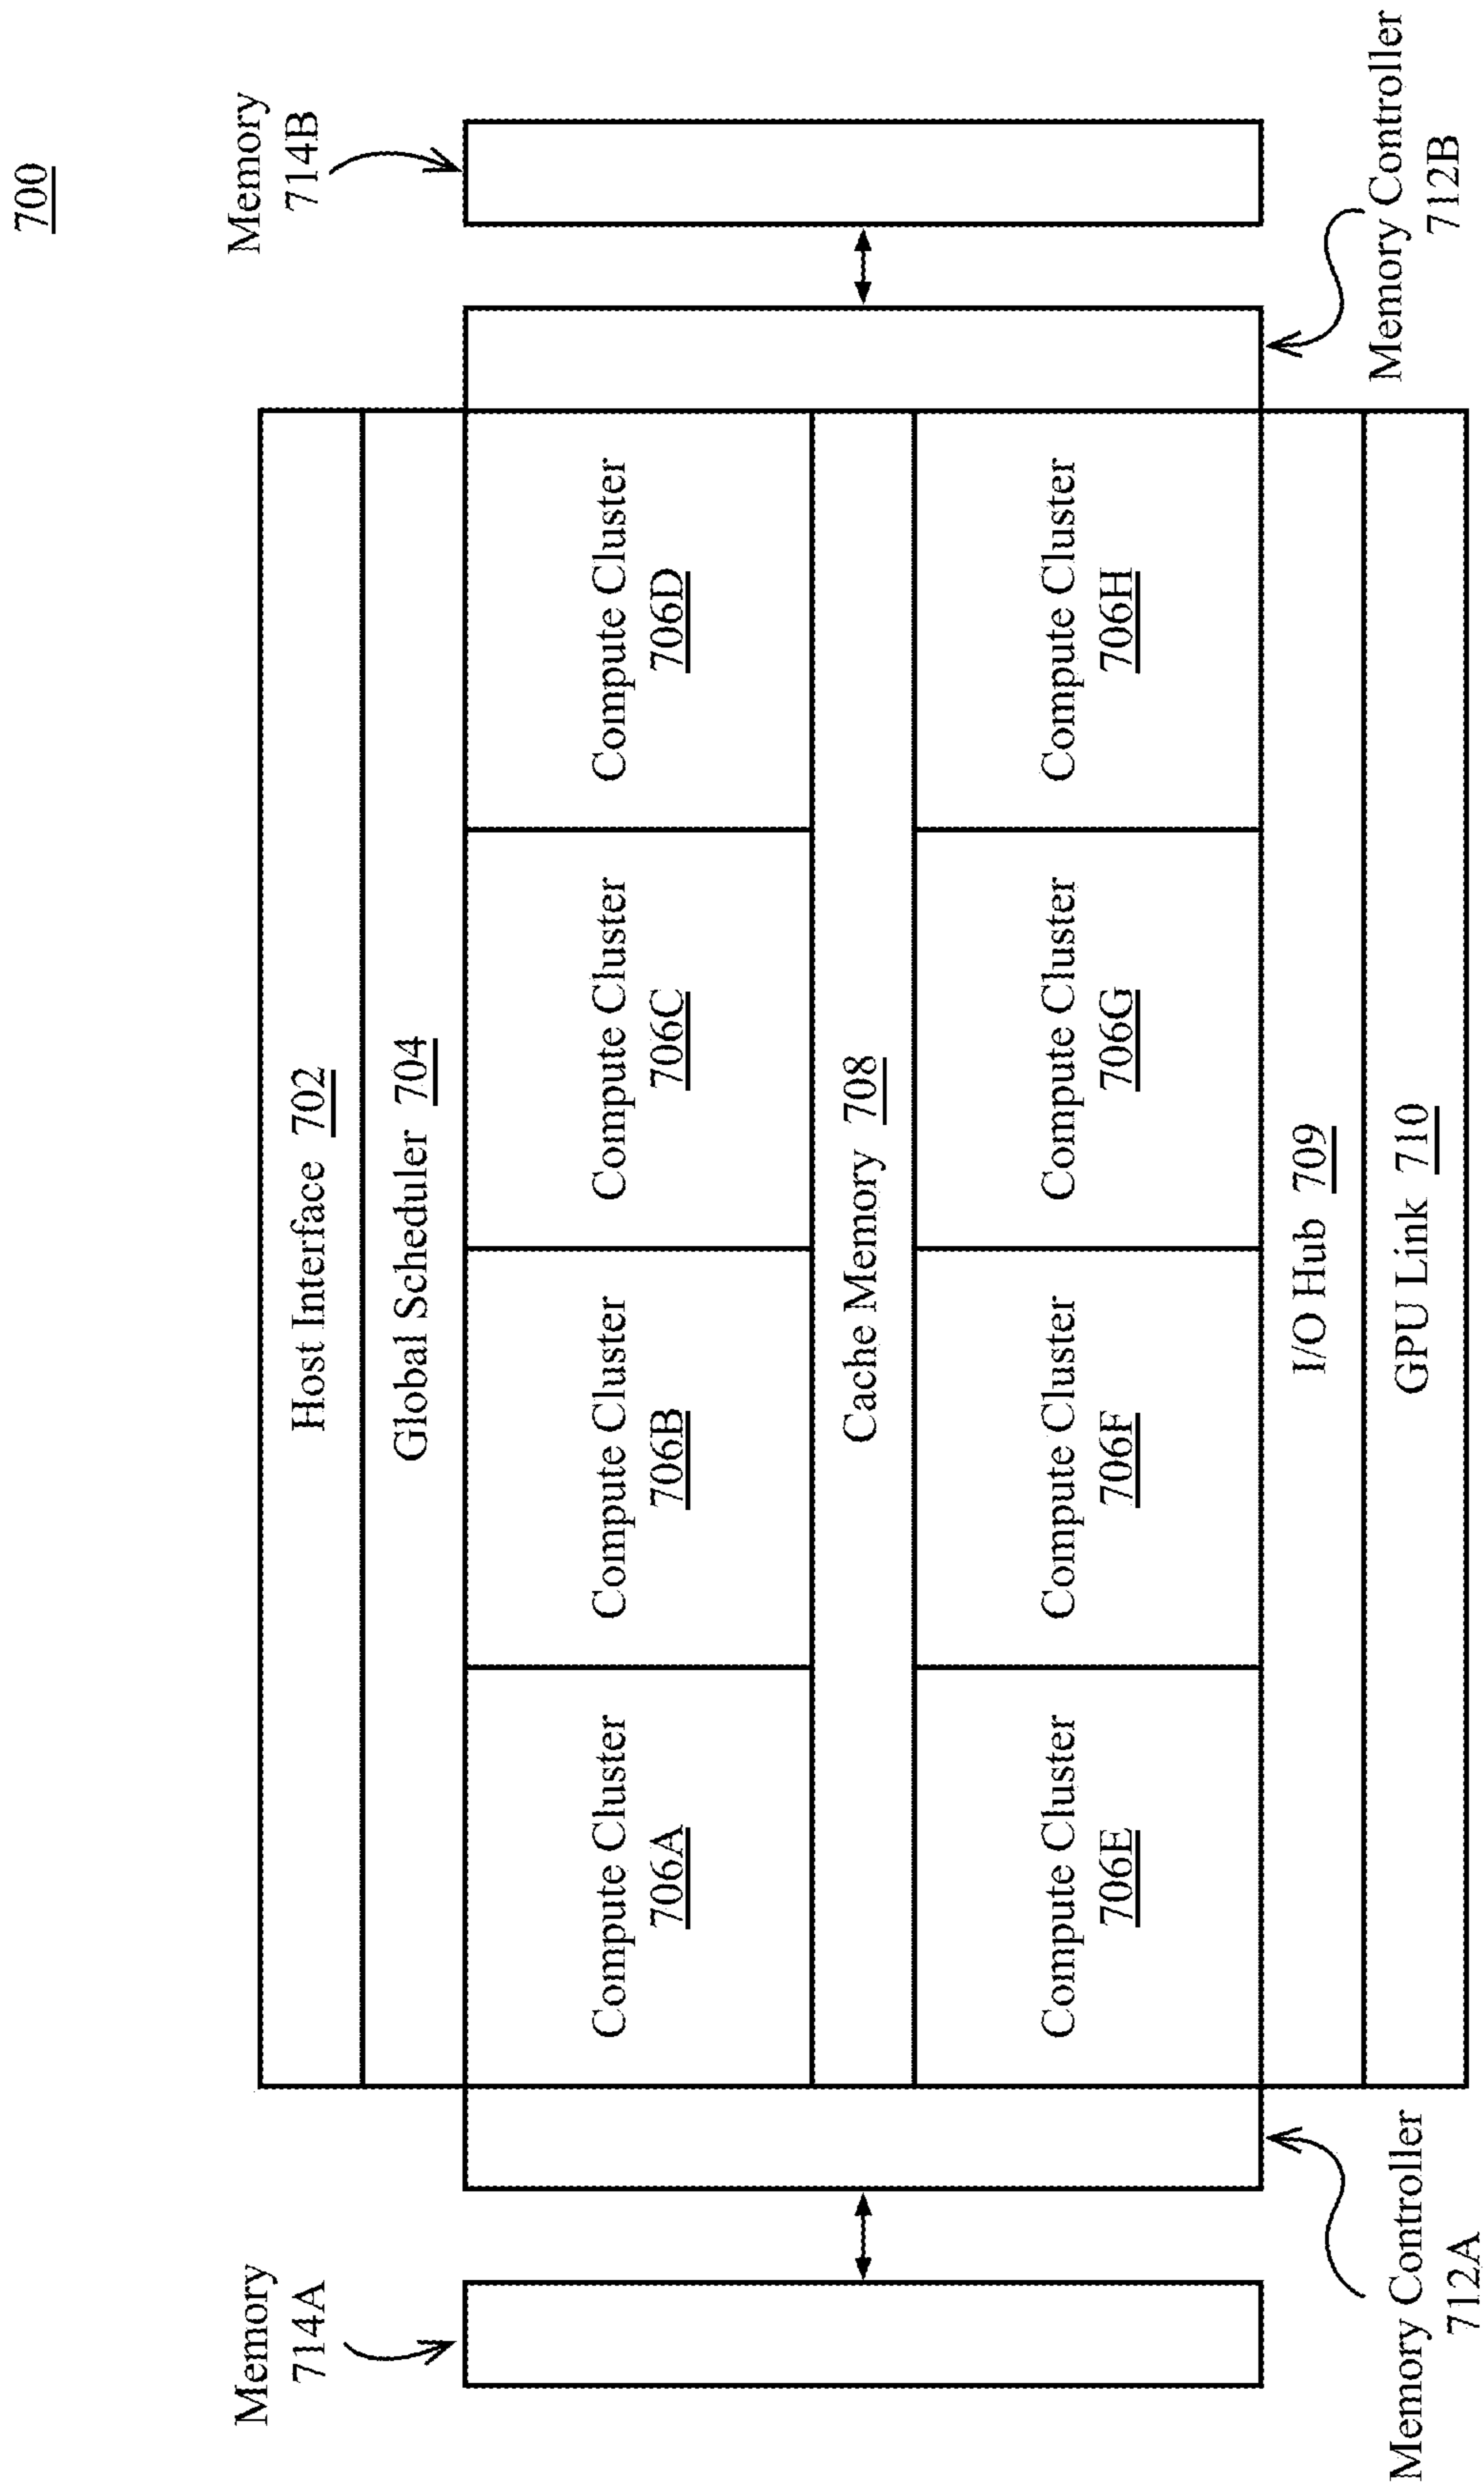 700
Memory
714B
Memory
714A
Host Interface 702
Global Scheduler 704
Compute Cluster
706A
Compute Cluster
706B
Compute Cluster
706C
Compute Cluster
706D
Cache Memory 708
Compute Cluster
706E
Compute Cluster
706F
Compute Cluster
706G
Compute Cluster
706H
I/O Hub 709
GPU Link 710
Memory Controller
712A
Memory Controller
712B